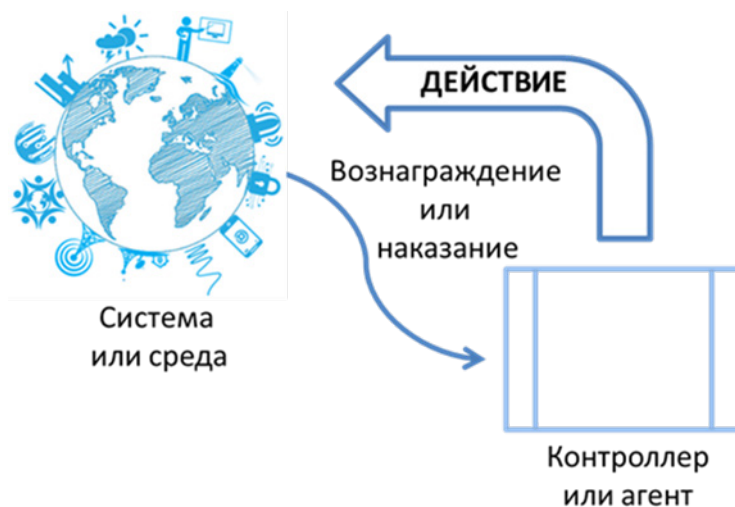 ДЕЙСТВИЕ
Вознаграждение
или
наказание
Система
или среда
Контроллер
или агент